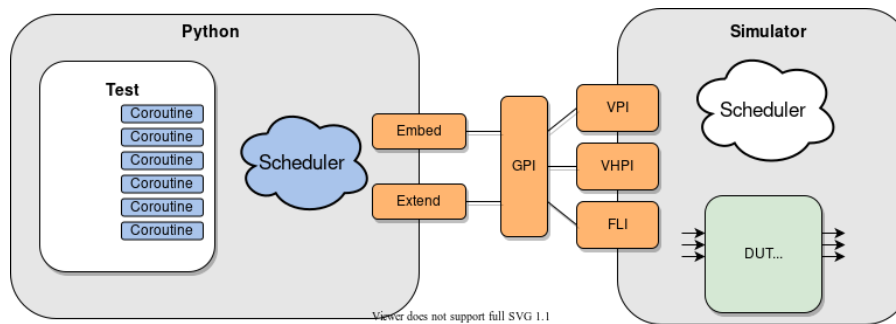 Python
Simulator
Test
Coroutine
Coroutine
Coroutine
Coroutine
Coroutine
Coroutine
Scheduler
Embed
Extend
GPI
VPI
VHPI
FLI
Scheduler
DUT...
Viewer does not support full SVG 1.1